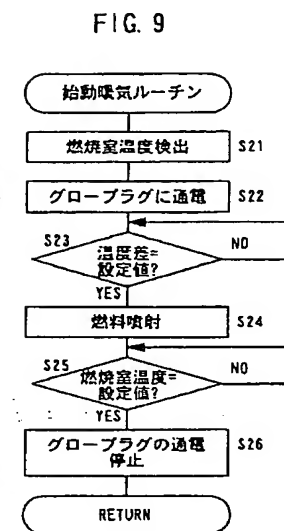 FIG. 9
始動暖気ルーチン
燃焼室温度検出 S21
グロープラグに通電 S22
S23
温度差=
設定値?
NO
YES
燃料噴射 S24
S25
燃焼室温度=
設定値?
NO
YES
グロープラグの通電
停止
S26
RETURN